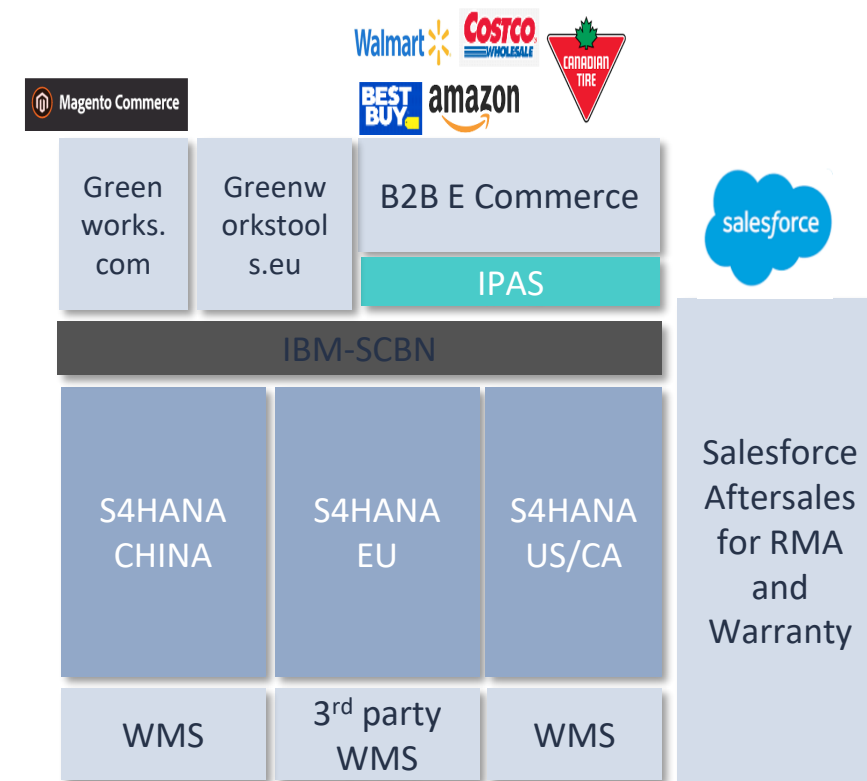 Walmart
COSTCO
WHOLESALE
CANADIAN
TIRE
Magento Commerce
BEST
BUY
amazon
Green
works.
com
Greenw
orkstool
s.eu
B2B E Commerce
IPAS
salesforce
IBM-SCBN
S4HANA
CHINA
S4HANA
EU
S4HANA
US/CA
Salesforce
Aftersales
for RMA
and
Warranty
WMS
3rd party
WMS
WMS